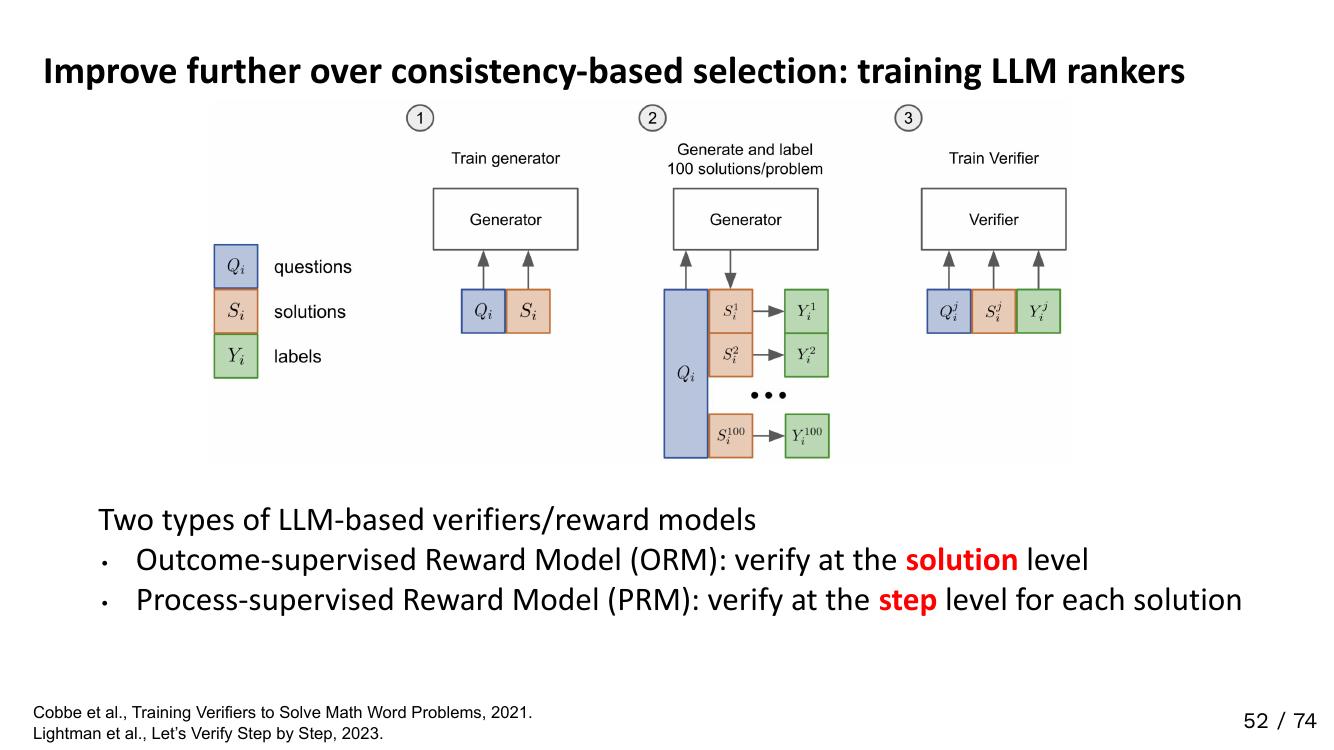 Improve further over consistency-based selection: training LLM rankers
1
2
3
Train generator
Generate and label
100 solutions/problem
Train Verifier
Generator
Generator
Verifier
Q_i questions
S_i solutions
Y_i labels
Q_i S_i
Q_i
S_i^1 Y_i^1
S_i^2 Y_i^2
...
S_i^100 Y_i^100
Q_i^j S_i^j Y_i^j
Two types of LLM-based verifiers/reward models
• Outcome-supervised Reward Model (ORM): verify at the solution level
• Process-supervised Reward Model (PRM): verify at the step level for each solution
Cobbe et al., Training Verifiers to Solve Math Word Problems, 2021.
Lightman et al., Let’s Verify Step by Step, 2023.
52 / 74